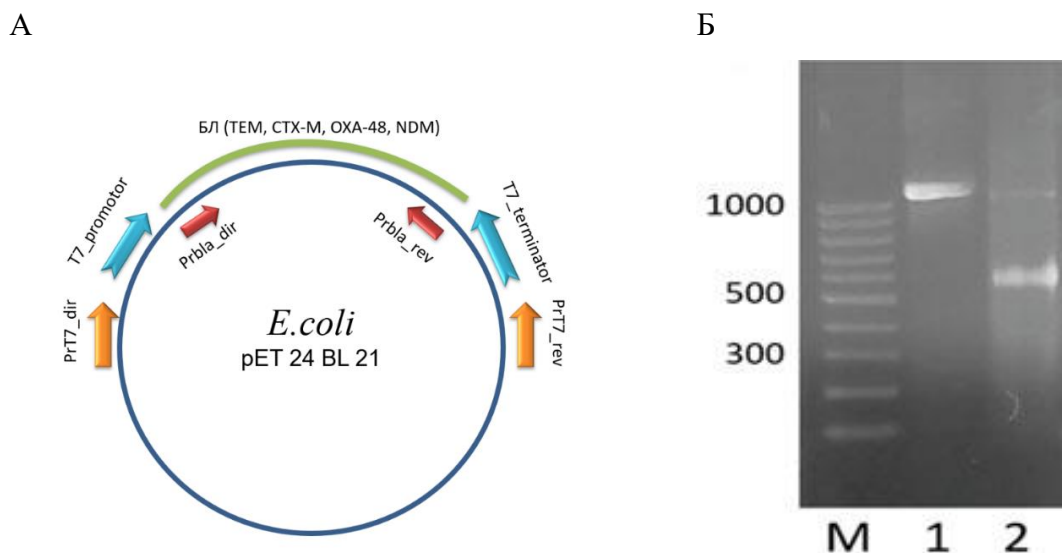 А
Б
БЛ (TEM, CTX-M, OXA-48, NDM)
T7_promotor
T7_terminator
Prbla_dir
Prbla_rev
PrT7_dir
PrT7_rev
E.coli
pET 24 BL 21
1000
500
300
M 1 2